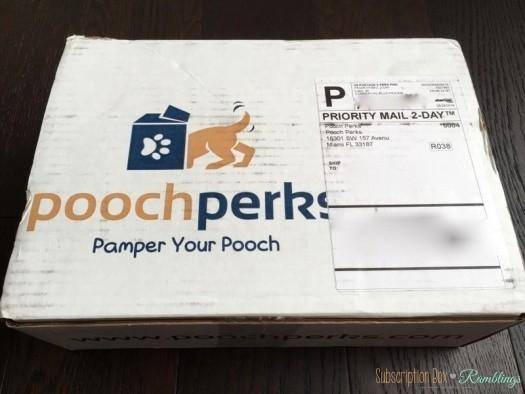 P
PRIORITY MAIL 2-DAY™
Pooch Perks
Pooch Perks
16301 SW 157 Avenu
Miami FL 33187
0004
R038
SHIP
TO:
poochperks
Pamper Your Pooch
www.poochperks.com
Subscription Box Ramblings